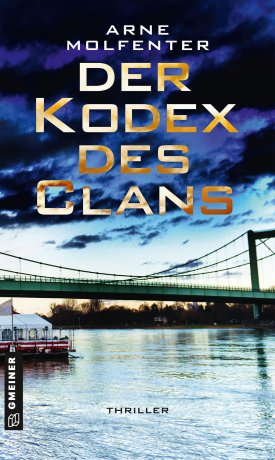 ARNE
MOLFENTER
DER
KODEX
DES
CLANS
THRILLER
GMEINER